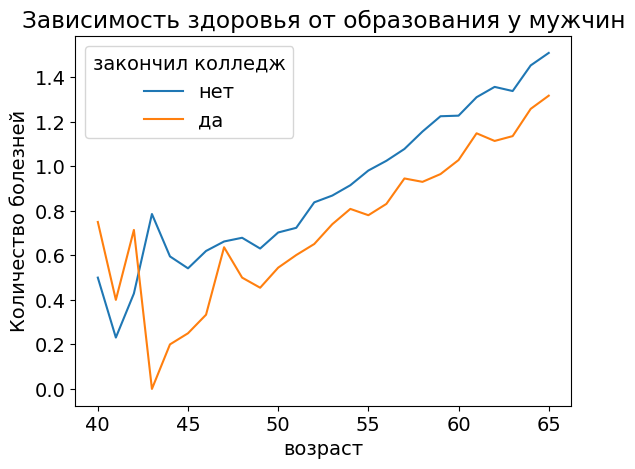 Зависимость здоровья от образования у мужчин
закончил колледж
нет
да
Количество болезней
1.4
1.2
1.0
0.8
0.6
0.4
0.2
0.0
40 45 50 55 60 65
возраст